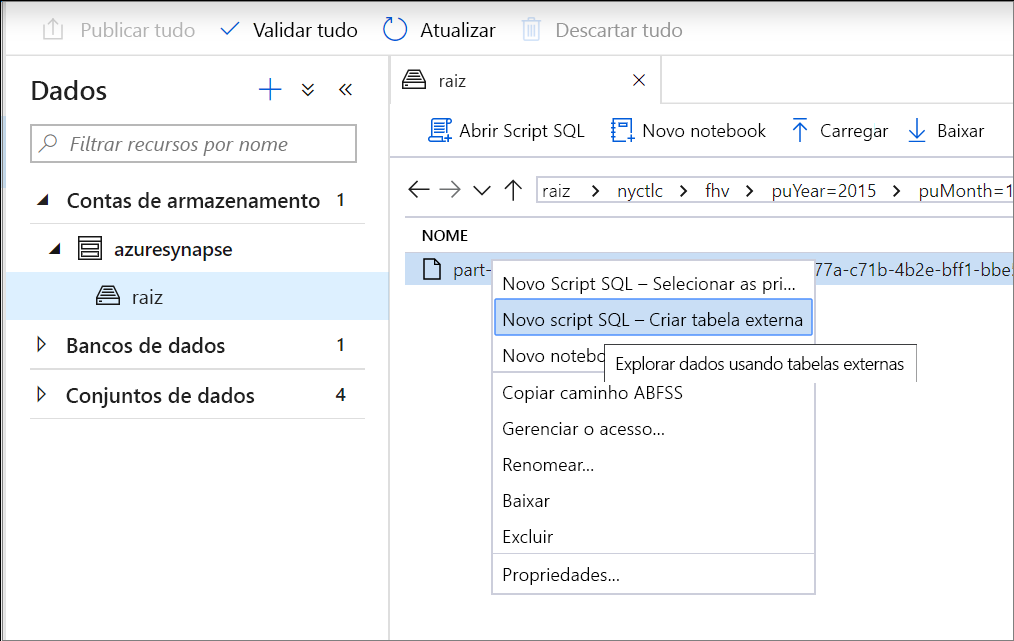 Publicar tudo Validar tudo Atualizar Descartar tudo
Dados
Filtrar recursos por nome
Contas de armazenamento 1
azuresynapse
raiz
Bancos de dados 1
Conjuntos de dados 4
raiz
Abrir Script SQL Novo notebook Carregar Baixar
raiz > nyctlc > fhv > puYear=2015 > puMonth=1
NOME
part- 77a-c71b-4b2e-bff1-bbe
Novo Script SQL – Selecionar as pri...
Novo script SQL – Criar tabela externa
Novo notebo
Explorar dados usando tabelas externas
Copiar caminho ABFSS
Gerenciar o acesso...
Renomear...
Baixar
Excluir
Propriedades...